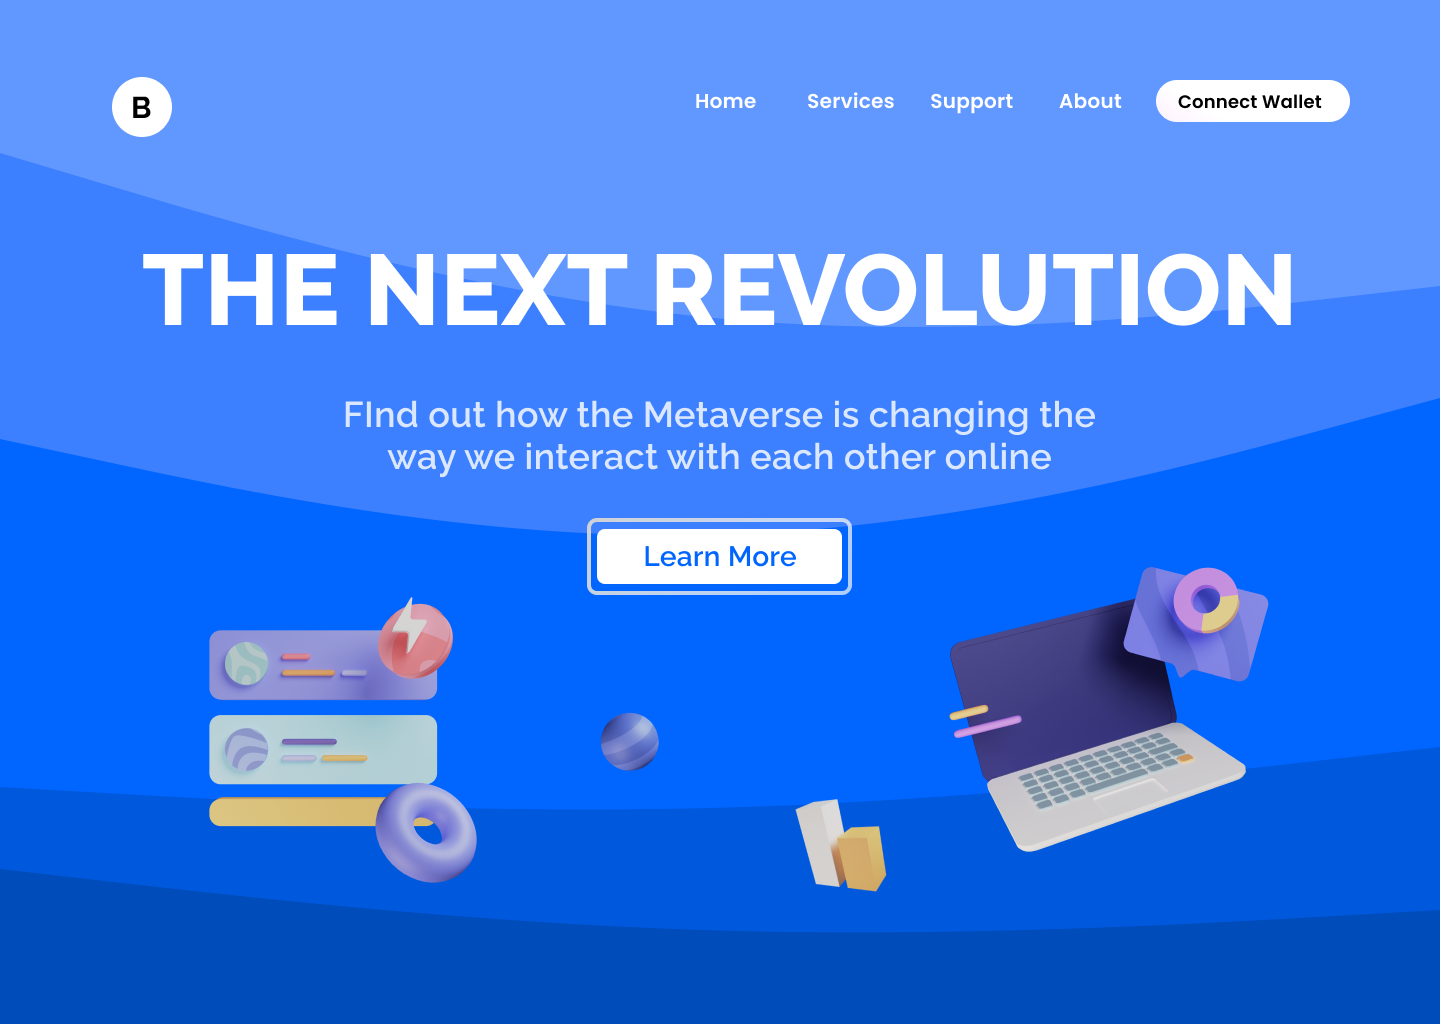 B
Home Services Support About Connect Wallet
THE NEXT REVOLUTION
FInd out how the Metaverse is changing the
way we interact with each other online
Learn More